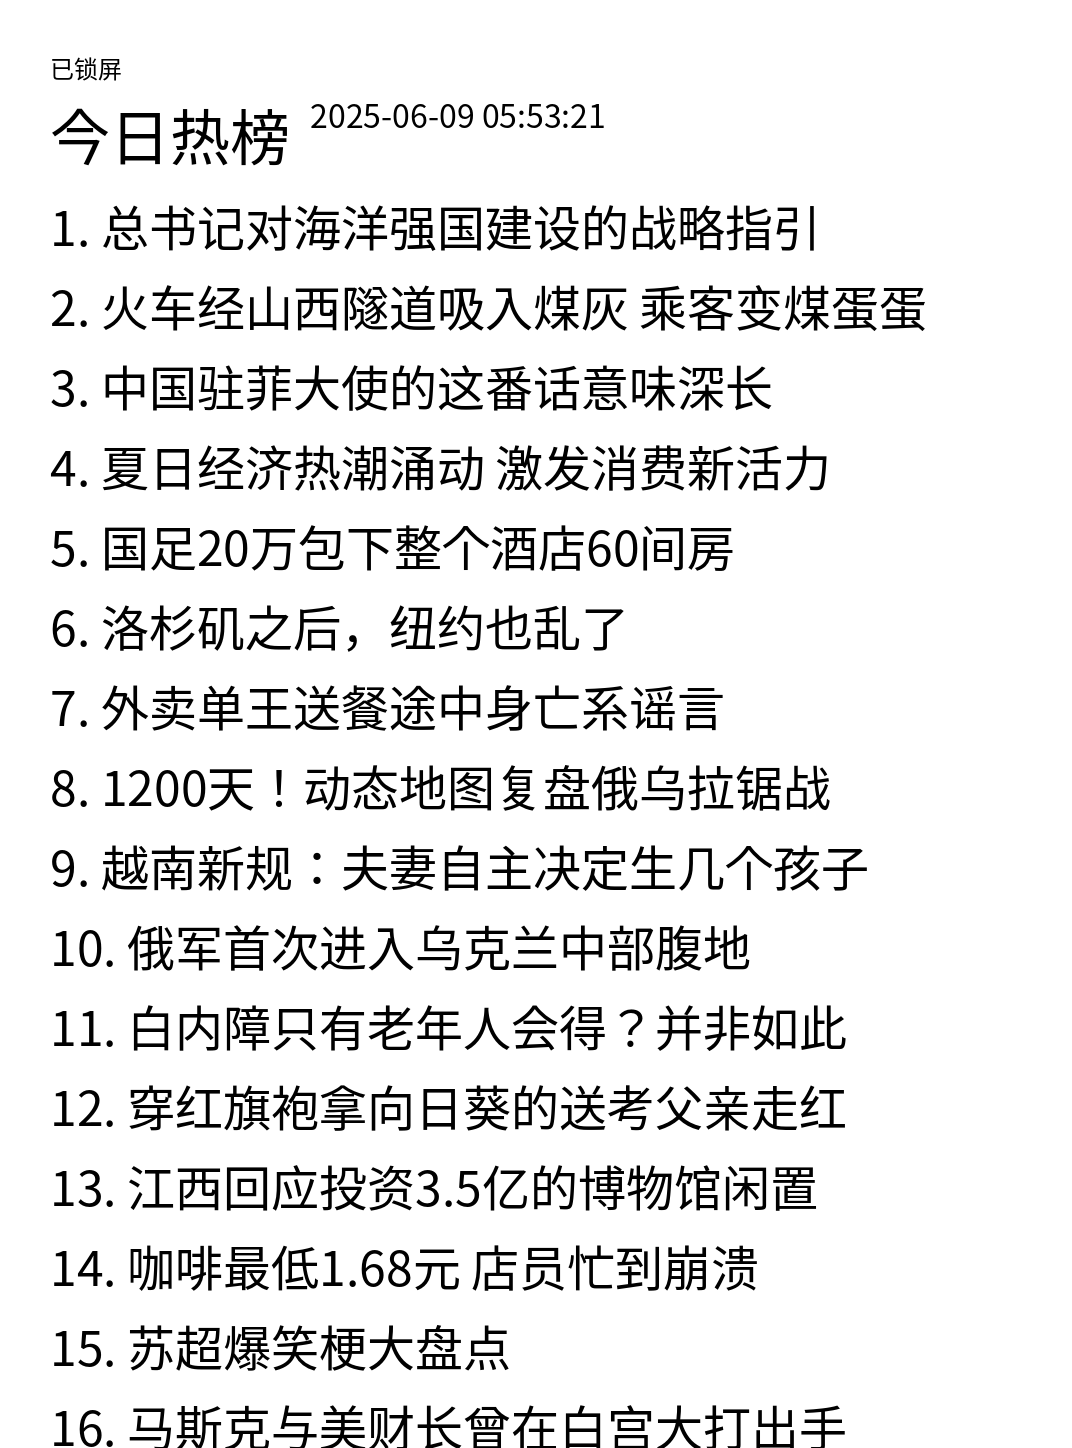 已锁屏
今日热榜 2025-06-09 05:53:21
1. 总书记对海洋强国建设的战略指引
2. 火车经山西隧道吸入煤灰 乘客变煤蛋蛋
3. 中国驻菲大使的这番话意味深长
4. 夏日经济热潮涌动 激发消费新活力
5. 国足20万包下整个酒店60间房
6. 洛杉矶之后，纽约也乱了
7. 外卖单王送餐途中身亡系谣言
8. 1200天！动态地图复盘俄乌拉锯战
9. 越南新规：夫妻自主决定生几个孩子
10. 俄军首次进入乌克兰中部腹地
11. 白内障只有老年人会得？并非如此
12. 穿红旗袍拿向日葵的送考父亲走红
13. 江西回应投资3.5亿的博物馆闲置
14. 咖啡最低1.68元 店员忙到崩溃
15. 苏超爆笑梗大盘点
16. 马斯克与美财长曾在白宫大打出手